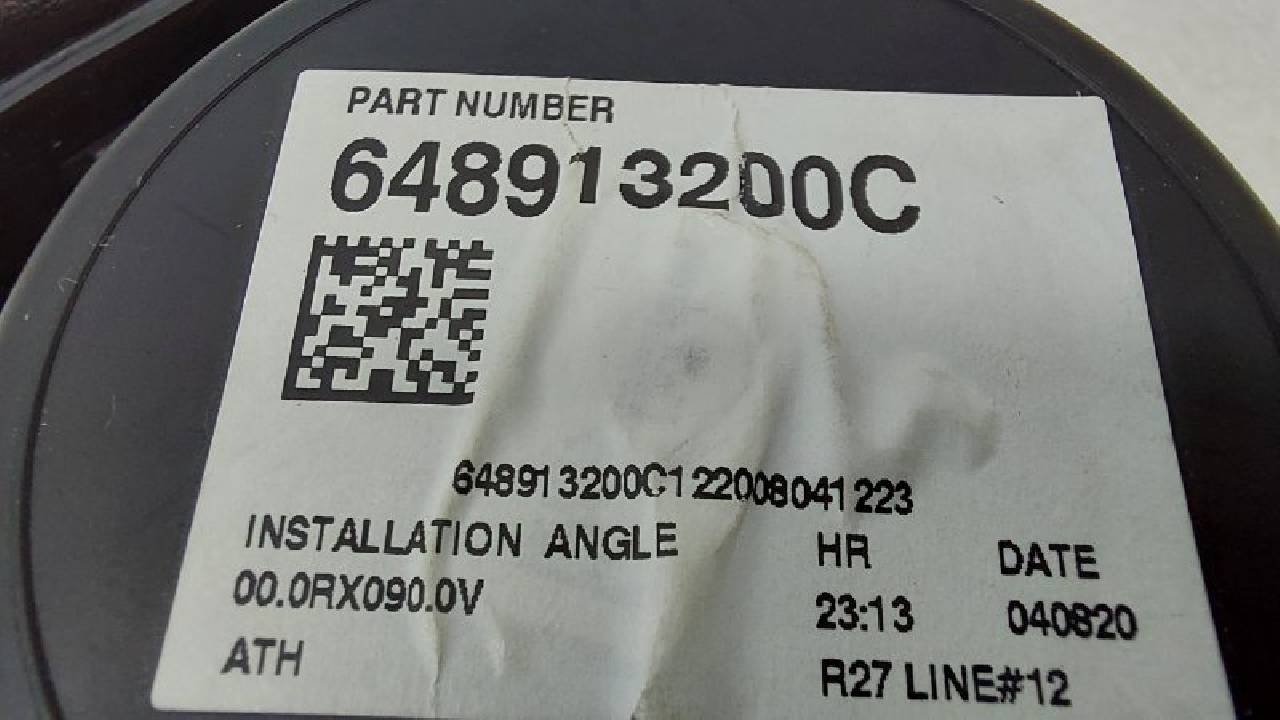 PART NUMBER
648913200C
648913200C122008041223
INSTALLATION ANGLE
00.0RX090.0V
HR DATE
23:13 040820
ATH
R27 LINE#12